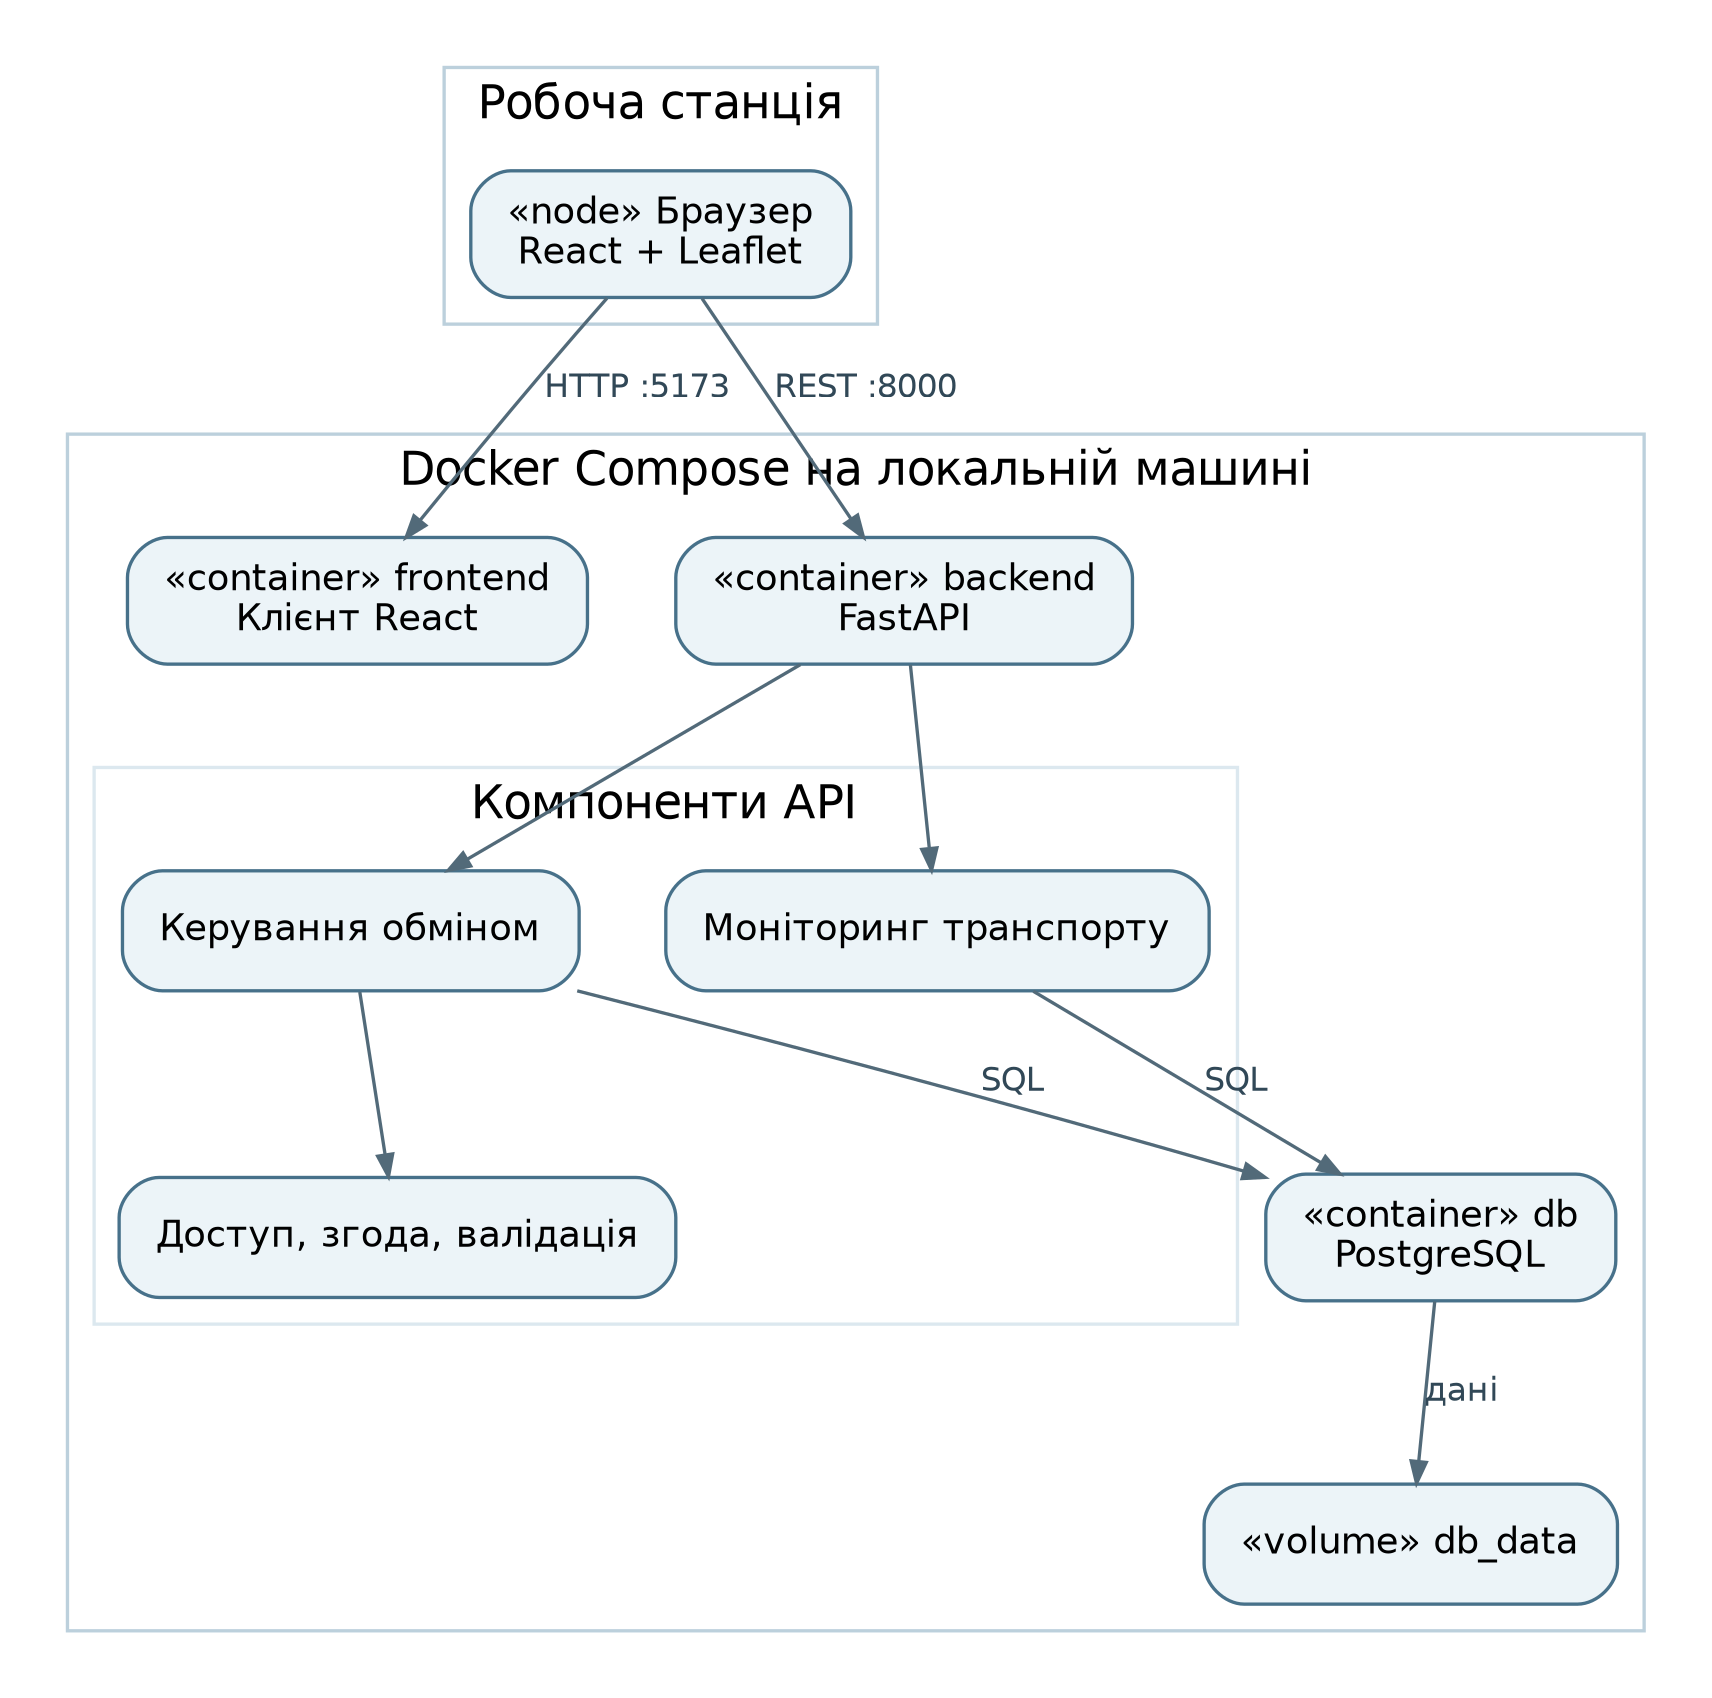 Робоча станція
«node» Браузер
React + Leaflet
HTTP :5173
REST :8000
Docker Compose на локальній машині
«container» frontend
Клієнт React
«container» backend
FastAPI
Компоненти API
Керування обміном
Моніторинг транспорту
SQL
SQL
Доступ, згода, валідація
«container» db
PostgreSQL
дані
«volume» db_data